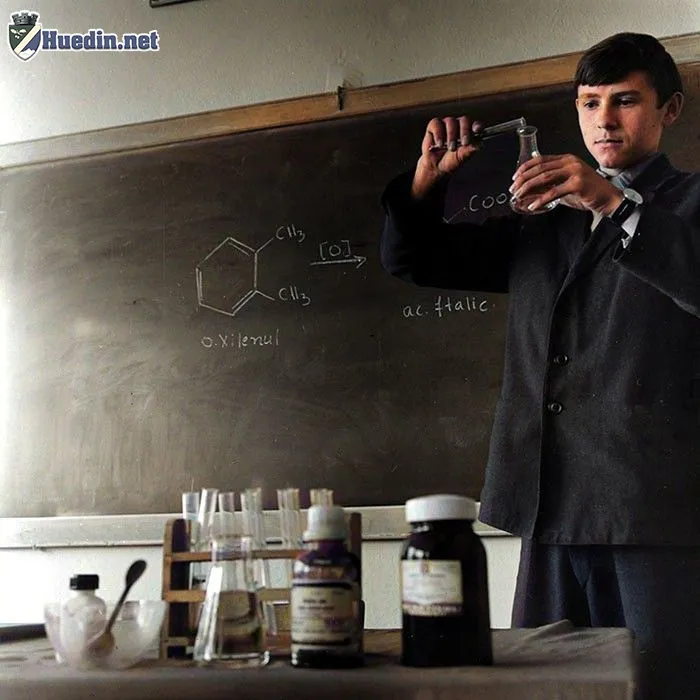 Huedin.net
CH3
[O]
CH3
COO
o.Xilenul
ac. ftalic.